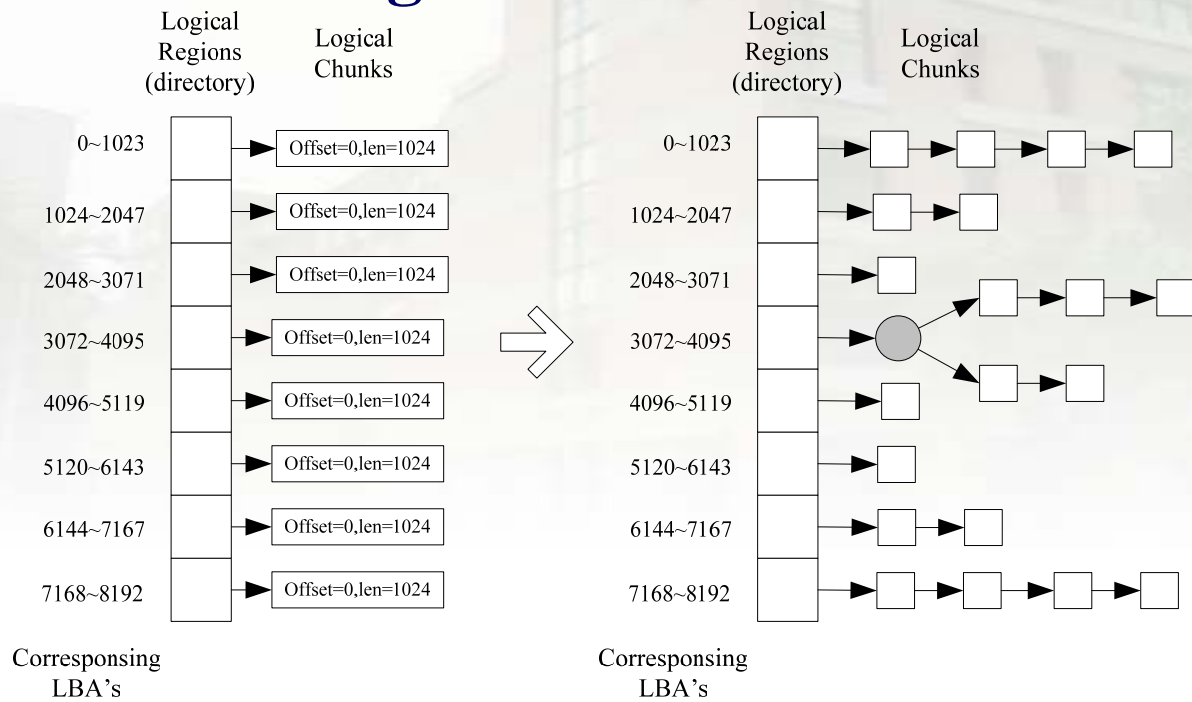 Logical
Regions
(directory)
Logical
Chunks
0~1023
Offset=0,len=1024
1024~2047
Offset=0,len=1024
2048~3071
Offset=0,len=1024
3072~4095
Offset=0,len=1024
4096~5119
Offset=0,len=1024
5120~6143
Offset=0,len=1024
6144~7167
Offset=0,len=1024
7168~8192
Offset=0,len=1024
Corresponsing
LBA's
Logical
Regions
(directory)
Logical
Chunks
0~1023
1024~2047
2048~3071
3072~4095
4096~5119
5120~6143
6144~7167
7168~8192
Corresponsing
LBA's